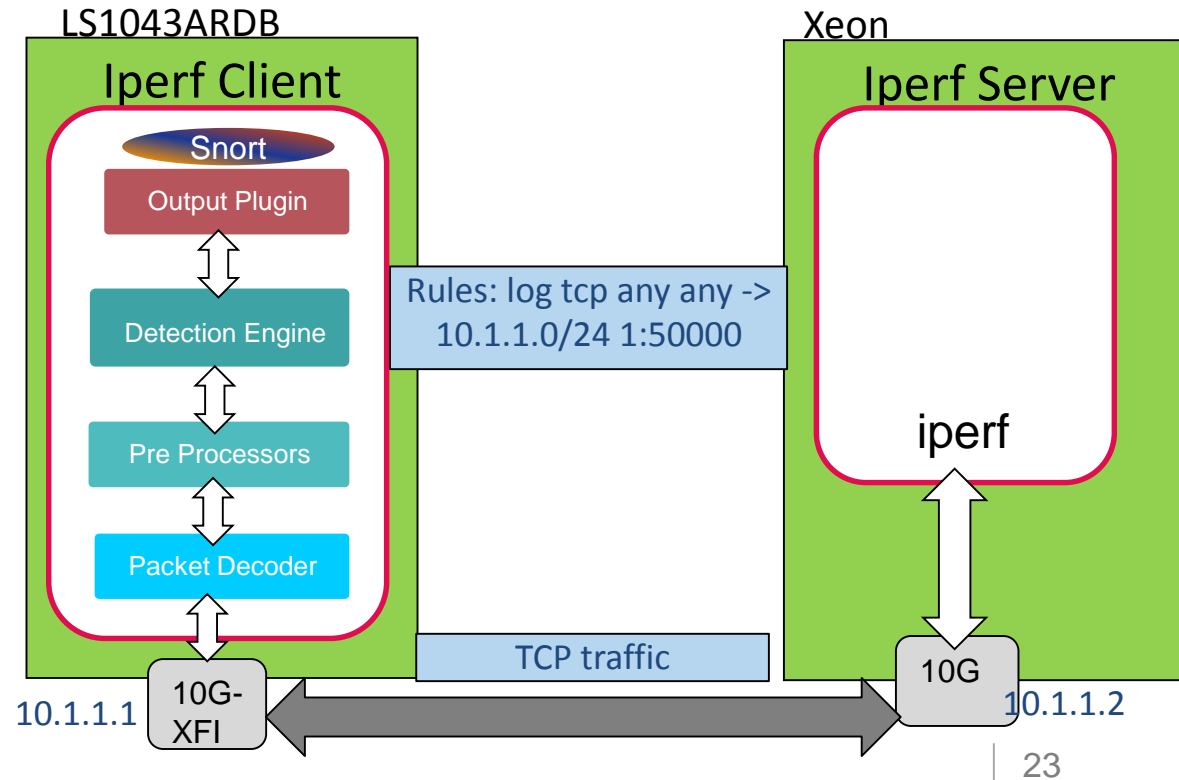 LS1043ARDB
Iperf Client
Snort
Output Plugin
Detection Engine
Pre Processors
Packet Decoder
10G-
XFI
10.1.1.1
Rules: log tcp any any ->
10.1.1.0/24 1:50000
TCP traffic
Xeon
Iperf Server
iperf
10G
10.1.1.2
23